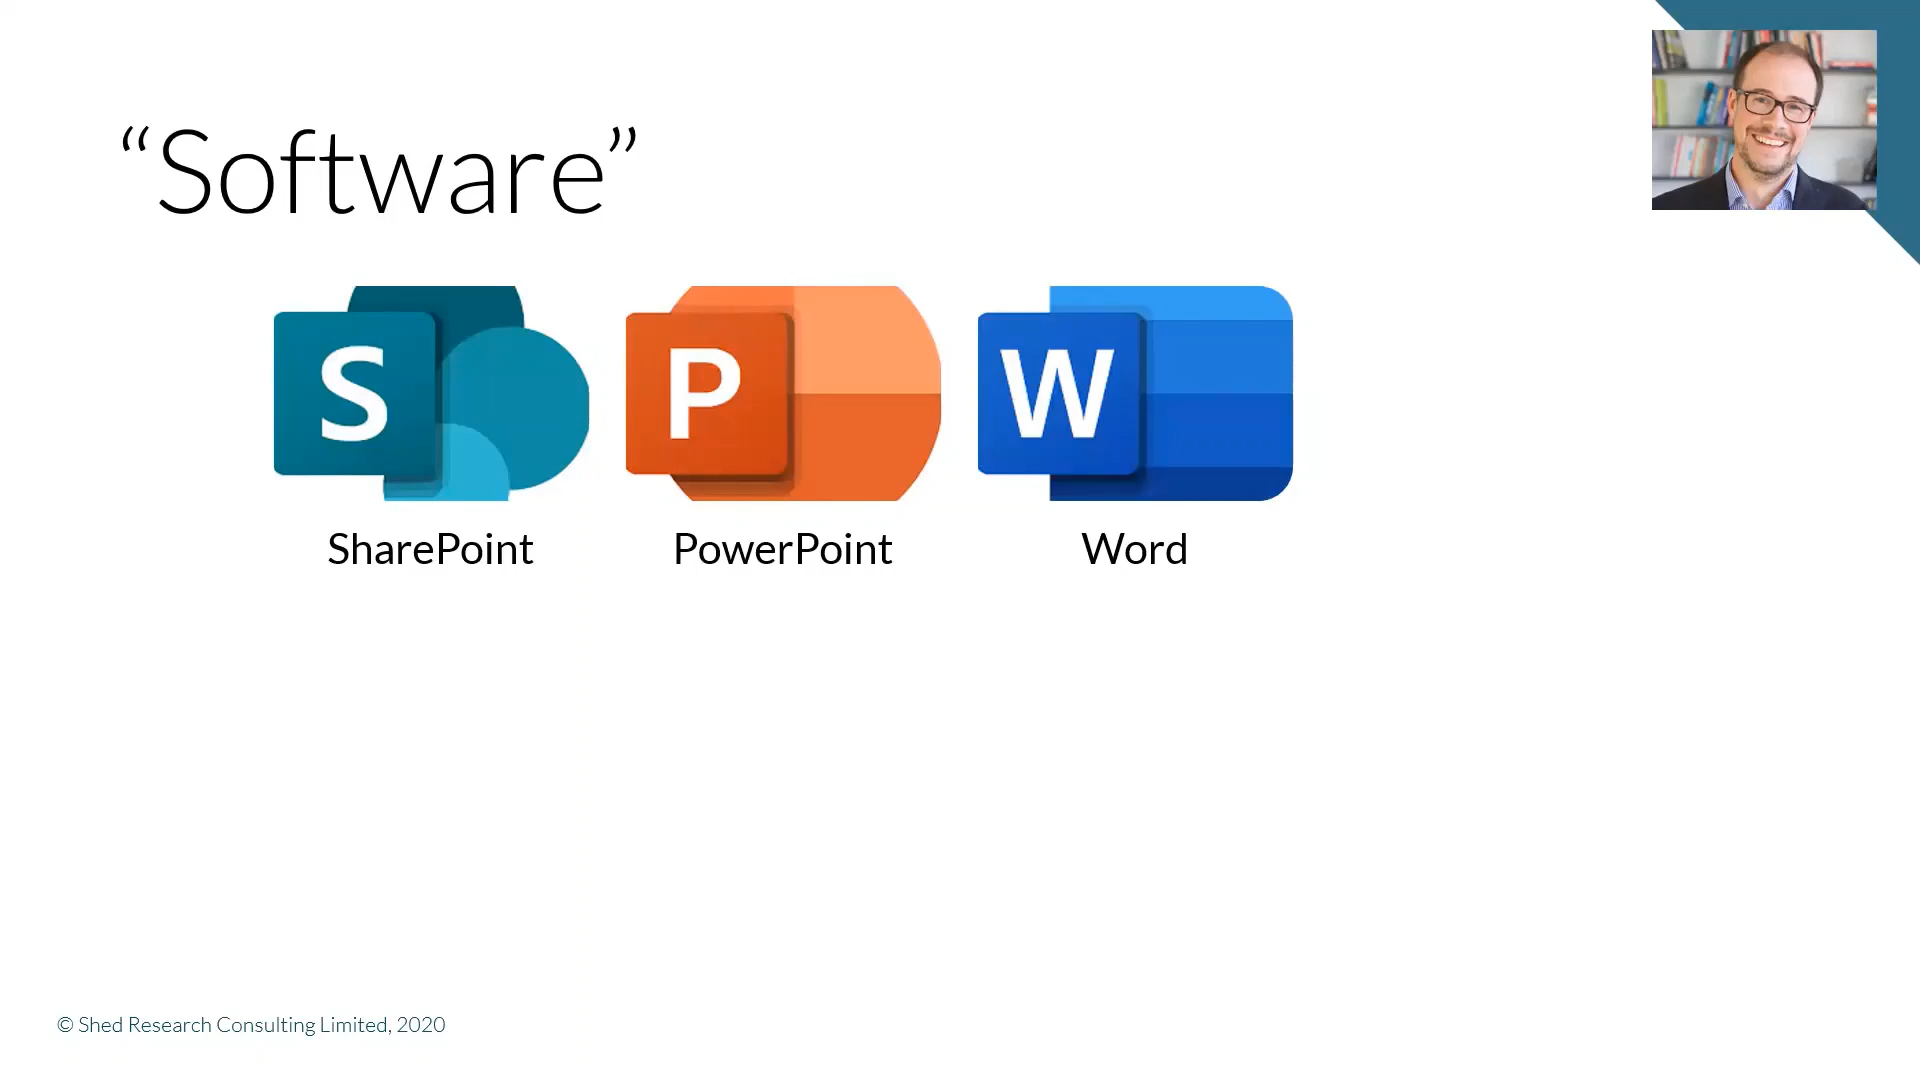 “Software”
S
P
W
SharePoint
PowerPoint
Word
© Shed Research Consulting Limited, 2020